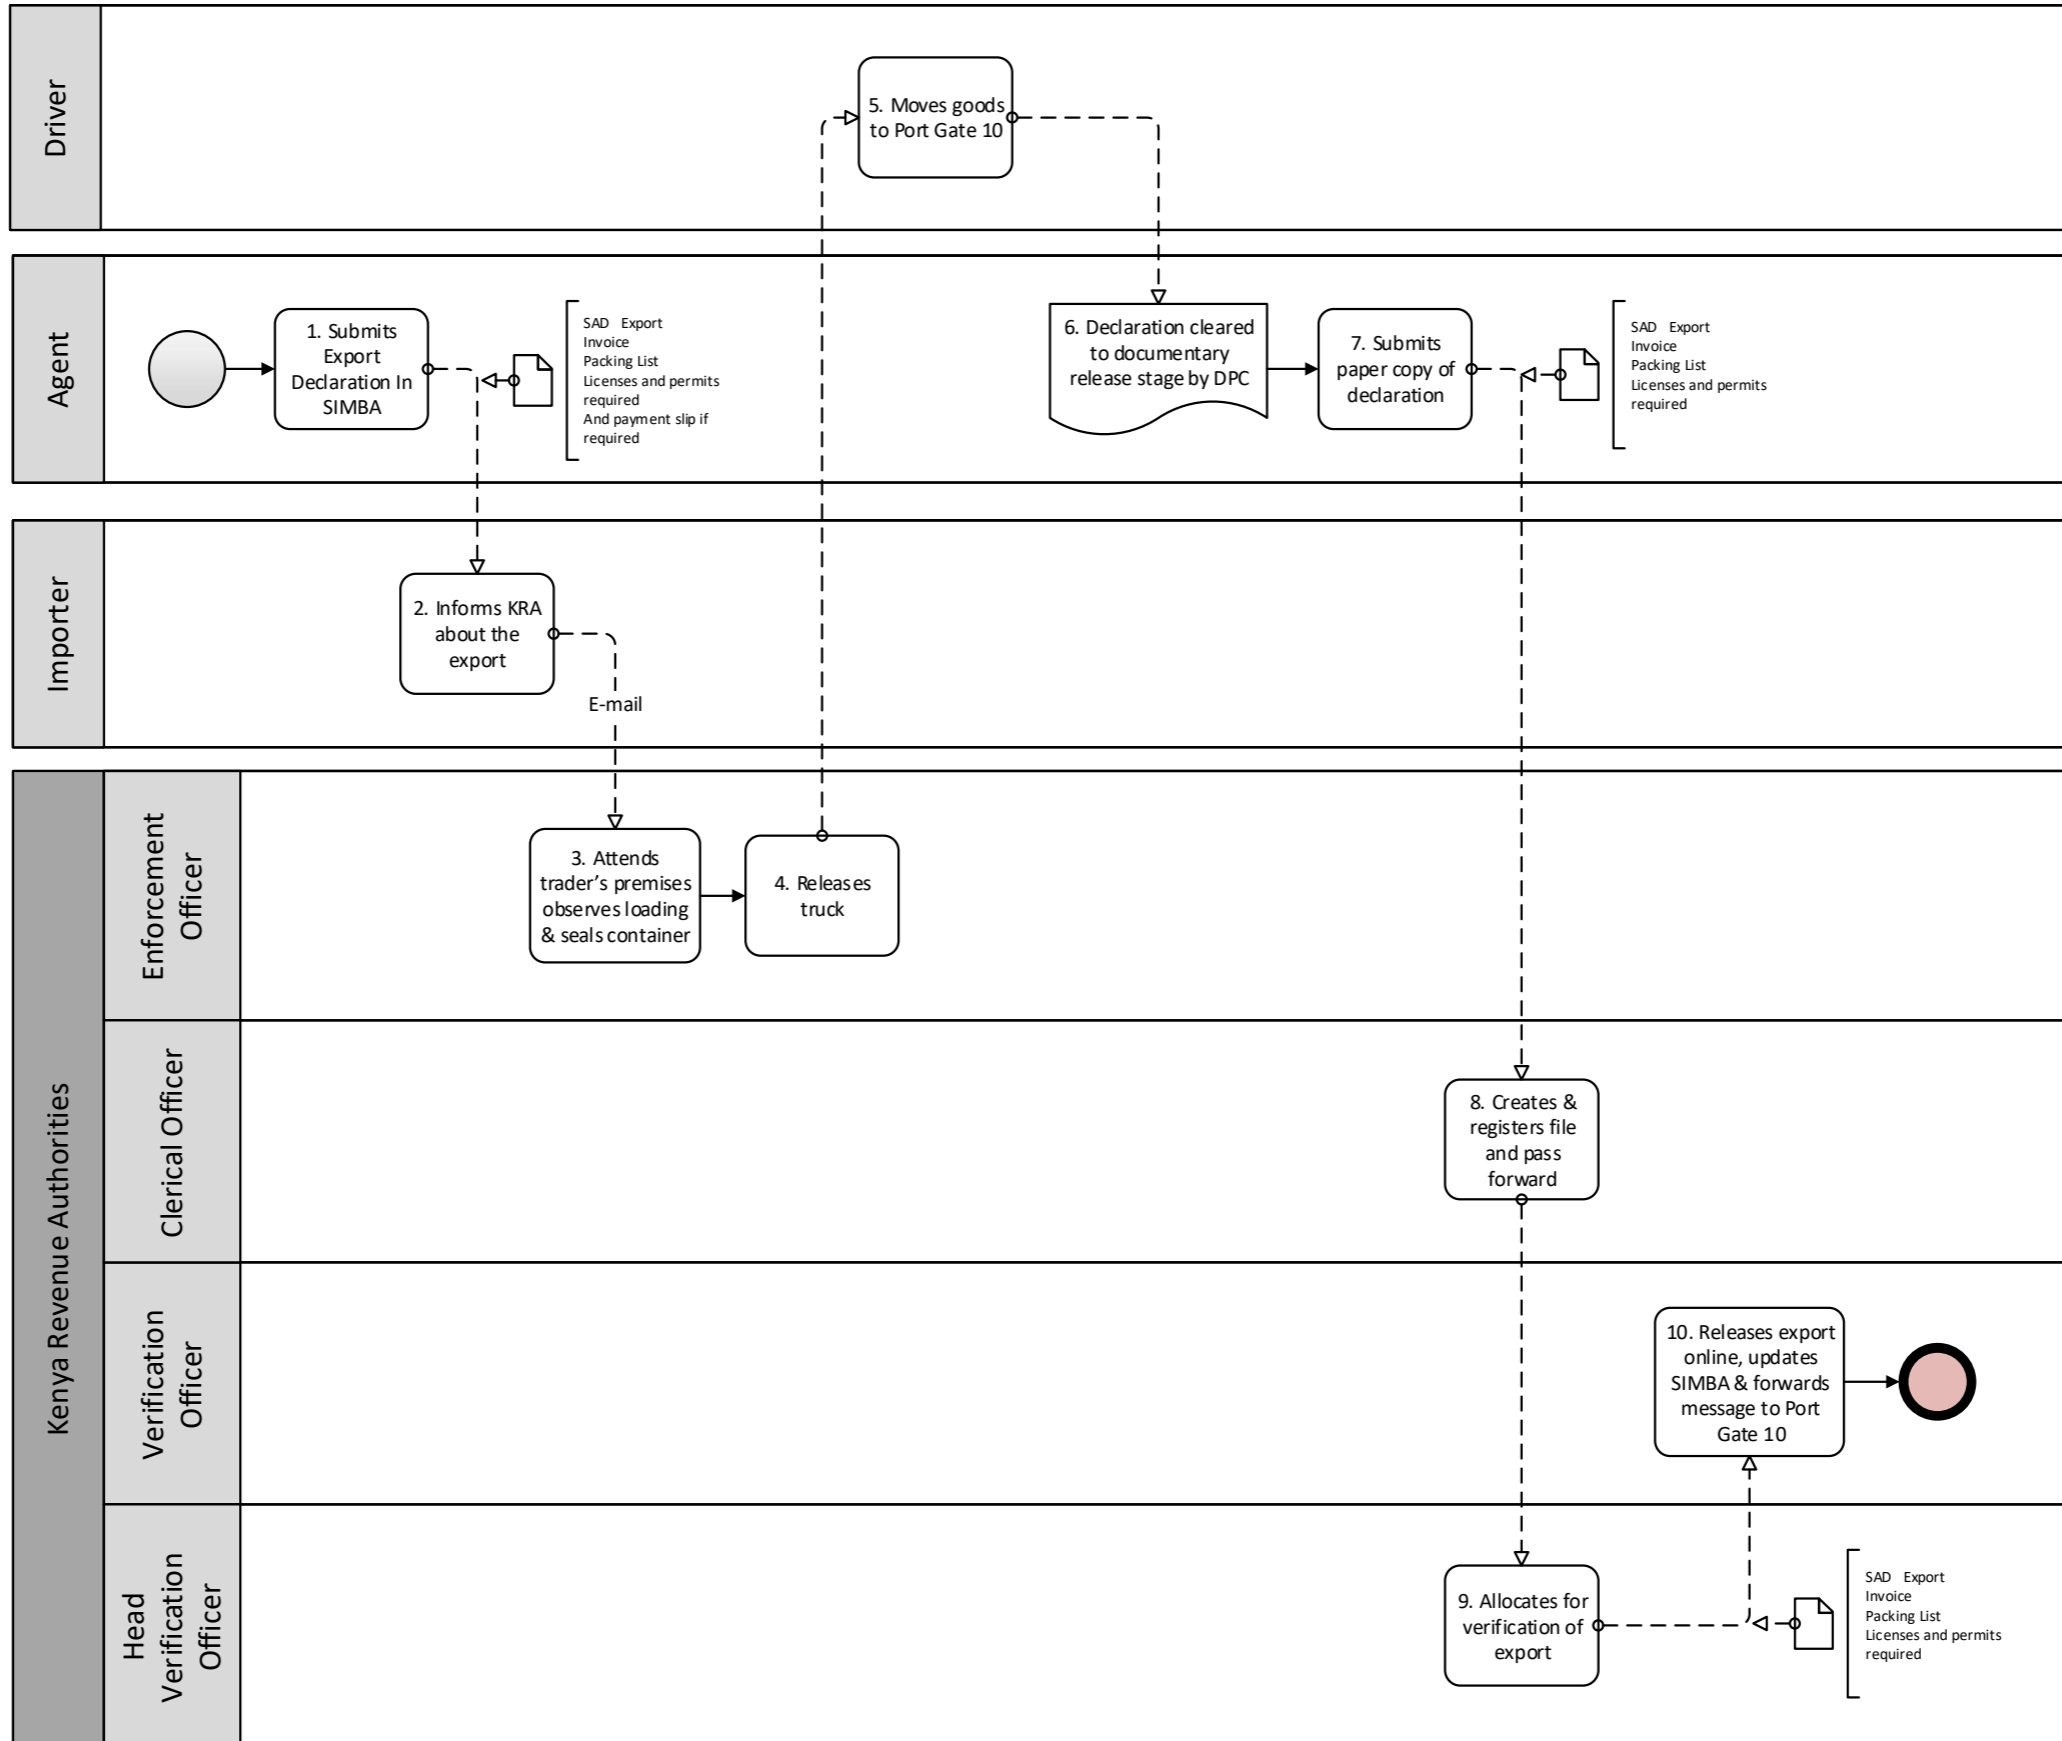 Driver
5. Moves goods
to Port Gate 10
Agent
1. Submits
Export
Declaration In
SIMBA
SAD Export
Invoice
Packing List
Licenses and permits
required
And payment slip if
required
6. Declaration cleared
to documentary
release stage by DPC
7. Submits
paper copy of
declaration
SAD Export
Invoice
Packing List
Licenses and permits
required
Importer
2. Informs KRA
about the
export
E-mail
Kenya Revenue Authorities
Enforcement
Officer
3. Attends
trader's premises
observes loading
& seals container
4. Releases
truck
Clerical Officer
8. Creates &
registers file
and pass
forward
Verification
Officer
10. Releases export
online, updates
SIMBA & forwards
message to Port
Gate 10
Head
Verification
Officer
9. Allocates for
verification of
export
SAD Export
Invoice
Packing List
Licenses and permits
required